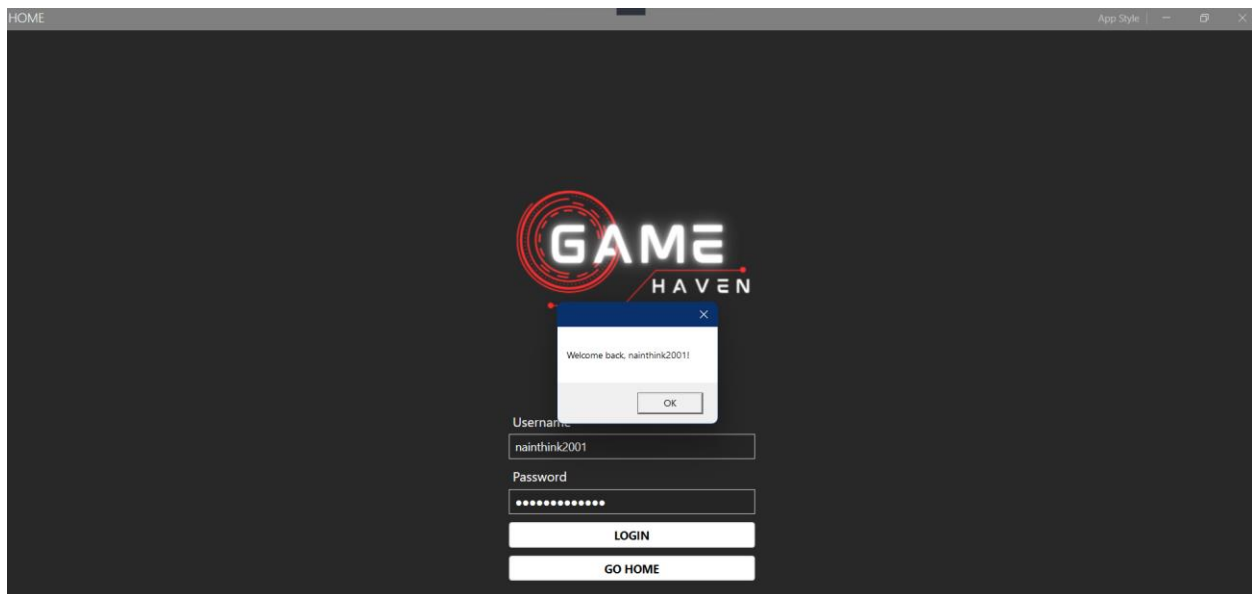 HOME
App Style
GAME
HAVEN
Welcome back, nainthink2001!
OK
Username
nainthink2001
Password
LOGIN
GO HOME